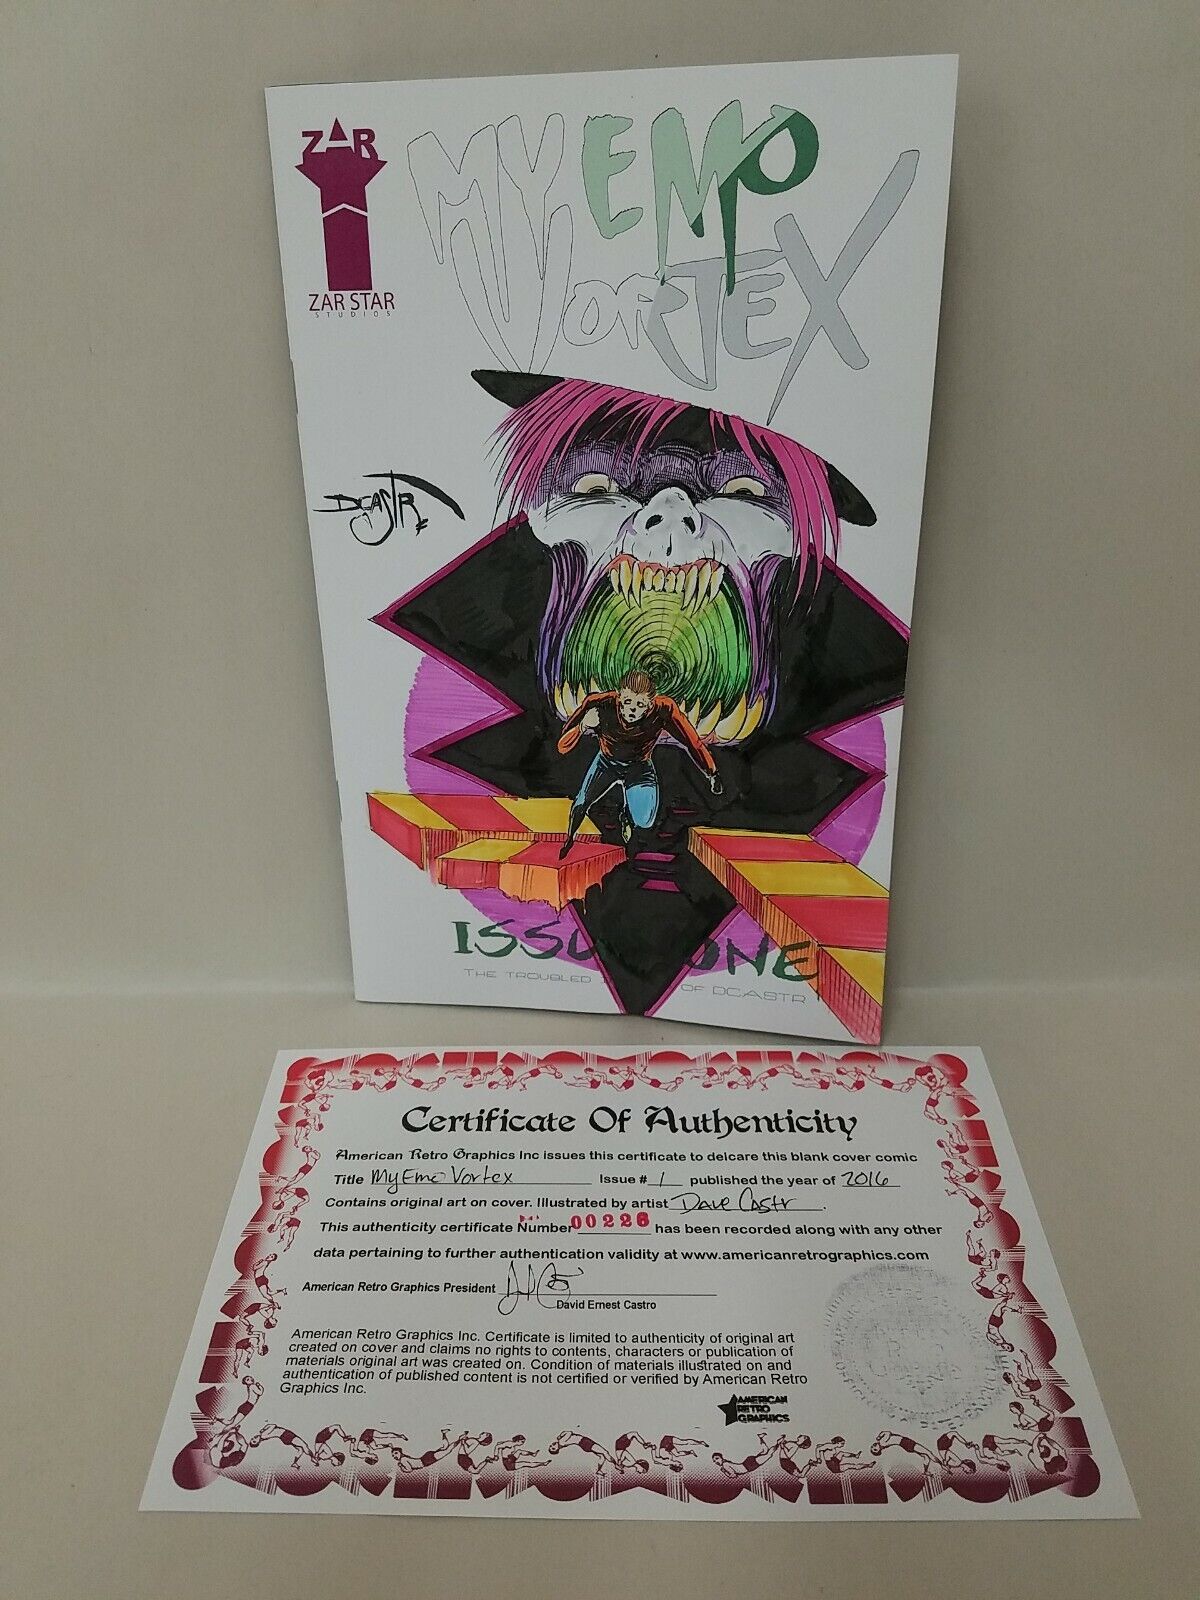 ZAR
ZAR STAR
STUDIOS
MY EMO
VORTEX
DCASTR
ISSU ONE
THE TROUBLED OF DCASTR
Certificate Of Authenticity
American Retro Graphics Inc issues this certificate to delcare this blank cover comic
Title My Emo Vortex Issue # 1 published the year of 2016
Contains original art on cover. Illustrated by artist Dave Castr.
This authenticity certificate Number 00226 has been recorded along with any other
data pertaining to further authentication validity at www.americanretrographics.com
American Retro Graphics President
David Ernest Castro
American Retro Graphics Inc. Certificate is limited to authenticity of original art
created on cover and claims no rights to contents, characters or publication of
materials original art was created on. Condition of materials illustrated on and
authentication of published content is not certified or verified by American Retro
Graphics Inc.
AMERICAN
RETRO
GRAPHICS